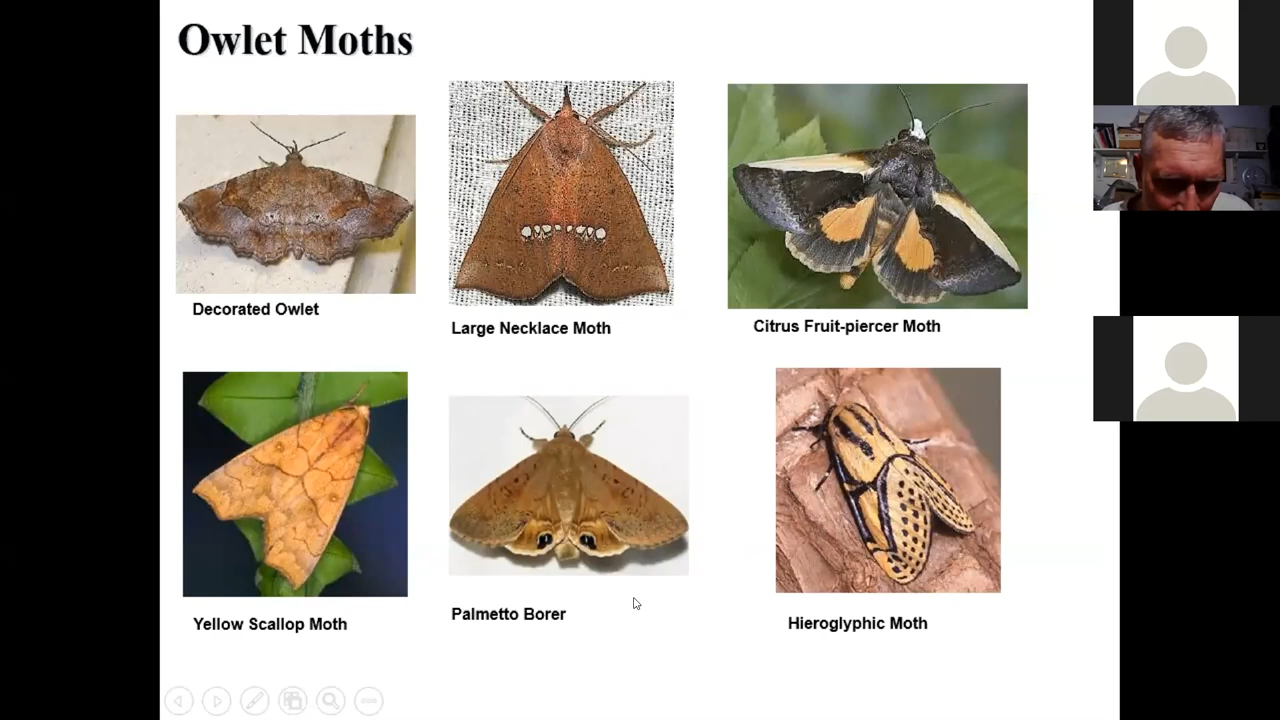 Owlet Moths
Decorated Owlet
Large Necklace Moth
Citrus Fruit-piercer Moth
Yellow Scallop Moth
Palmetto Borer
Hieroglyphic Moth